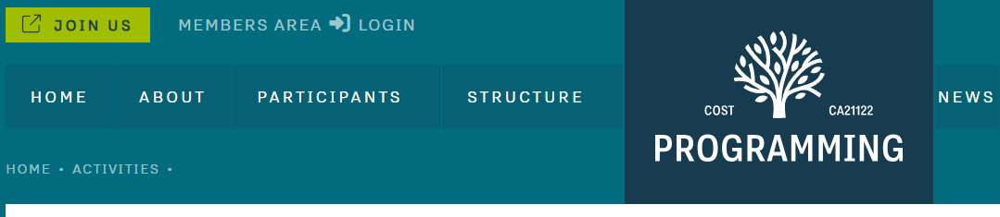 JOIN US
MEMBERS AREA LOGIN
HOME ABOUT PARTICIPANTS STRUCTURE
COST CA21122
PROGRAMMING
NEWS
HOME • ACTIVITIES •